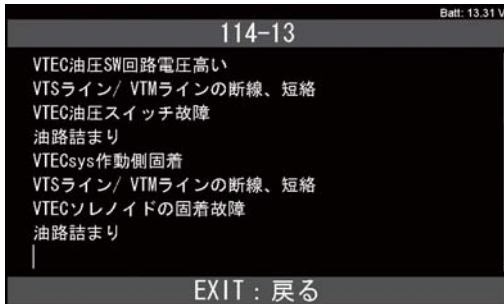 Batt: 13.31 V
114-13
VTEC油圧SW回路電圧高い
VTSライン/ VTMラインの断線、短絡
VTEC油圧スイッチ故障
油路詰まり
VTECsys作動側固着
VTSライン/ VTMラインの断線、短絡
VTECソレノイドの固着故障
油路詰まり
EXIT：戻る